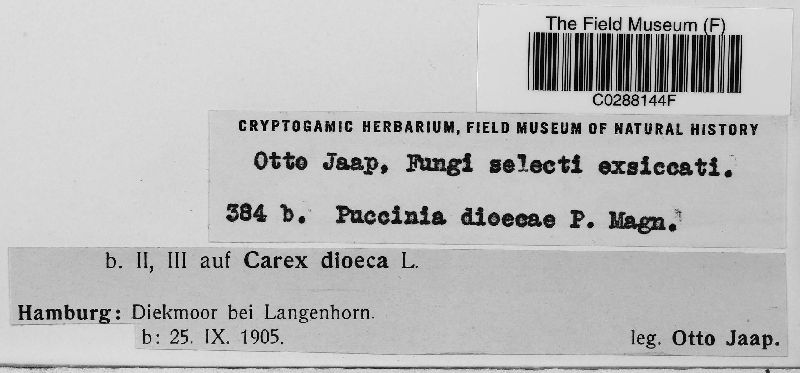 The Field Museum (F)
C0288144F
CRYPTOGAMIC HERBARIUM, FIELD MUSEUM OF NATURAL HISTORY
Otto Jaap, Fungi selecti exsiccati.
384 b. Puccinia dioecae P. Magn.
b. II, III auf Carex dioeca L.
Hamburg: Diekmoor bei Langenhorn.
b: 25. IX. 1905.
leg. Otto Jaap.